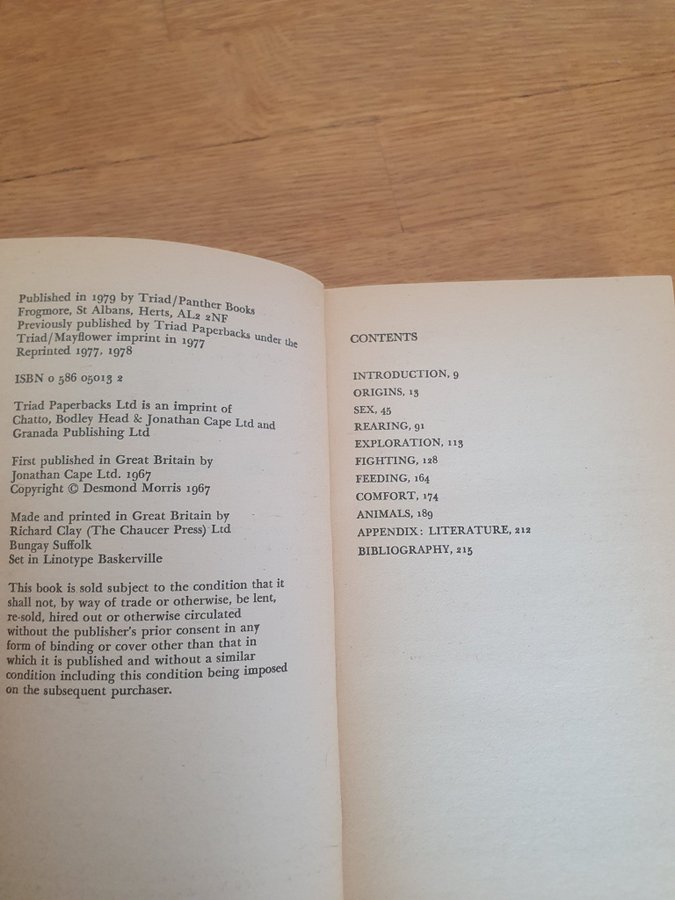 Published in 1979 by Triad/Panther Books
Frogmore, St Albans, Herts, AL2 2NF
Previously published by Triad Paperbacks under the
Triad/Mayflower imprint in 1977
Reprinted 1977, 1978
ISBN 0 586 05013 2
Triad Paperbacks Ltd is an imprint of
Chatto, Bodley Head & Jonathan Cape Ltd and
Granada Publishing Ltd
First published in Great Britain by
Jonathan Cape Ltd. 1967
Copyright © Desmond Morris 1967
Made and printed in Great Britain by
Richard Clay (The Chaucer Press) Ltd
Bungay Suffolk
Set in Linotype Baskerville
This book is sold subject to the condition that it
shall not, by way of trade or otherwise, be lent,
re-sold, hired out or otherwise circulated
without the publisher's prior consent in any
form of binding or cover other than that in
which it is published and without a similar
condition including this condition being imposed
on the subsequent purchaser.
CONTENTS
INTRODUCTION, 9
ORIGINS, 13
SEX, 45
REARING, 91
EXPLORATION, 113
FIGHTING, 128
FEEDING, 164
COMFORT, 174
ANIMALS, 189
APPENDIX: LITERATURE, 212
BIBLIOGRAPHY, 215